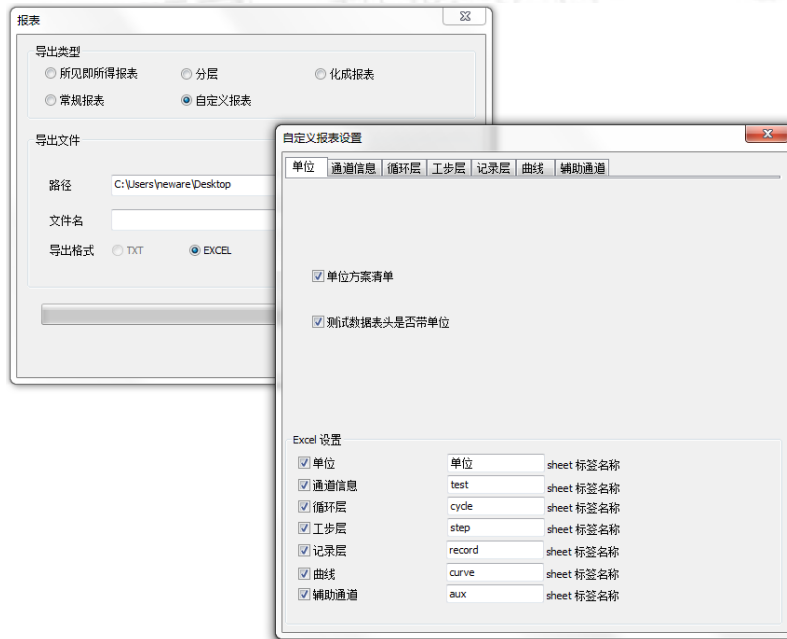 报表
导出类型
所见即所得报表 分层 化成报表
常规报表 自定义报表
导出文件
路径 C:\Users\neware\Desktop
文件名
导出格式 TXT EXCEL
自定义报表设置
单位 通道信息 循环层 工步层 记录层 曲线 辅助通道
单位方案清单
测试数据表头是否带单位
Excel 设置
单位 单位 sheet 标签名称
通道信息 test sheet 标签名称
循环层 cycle sheet 标签名称
工步层 step sheet 标签名称
记录层 record sheet 标签名称
曲线 curve sheet 标签名称
辅助通道 aux sheet 标签名称